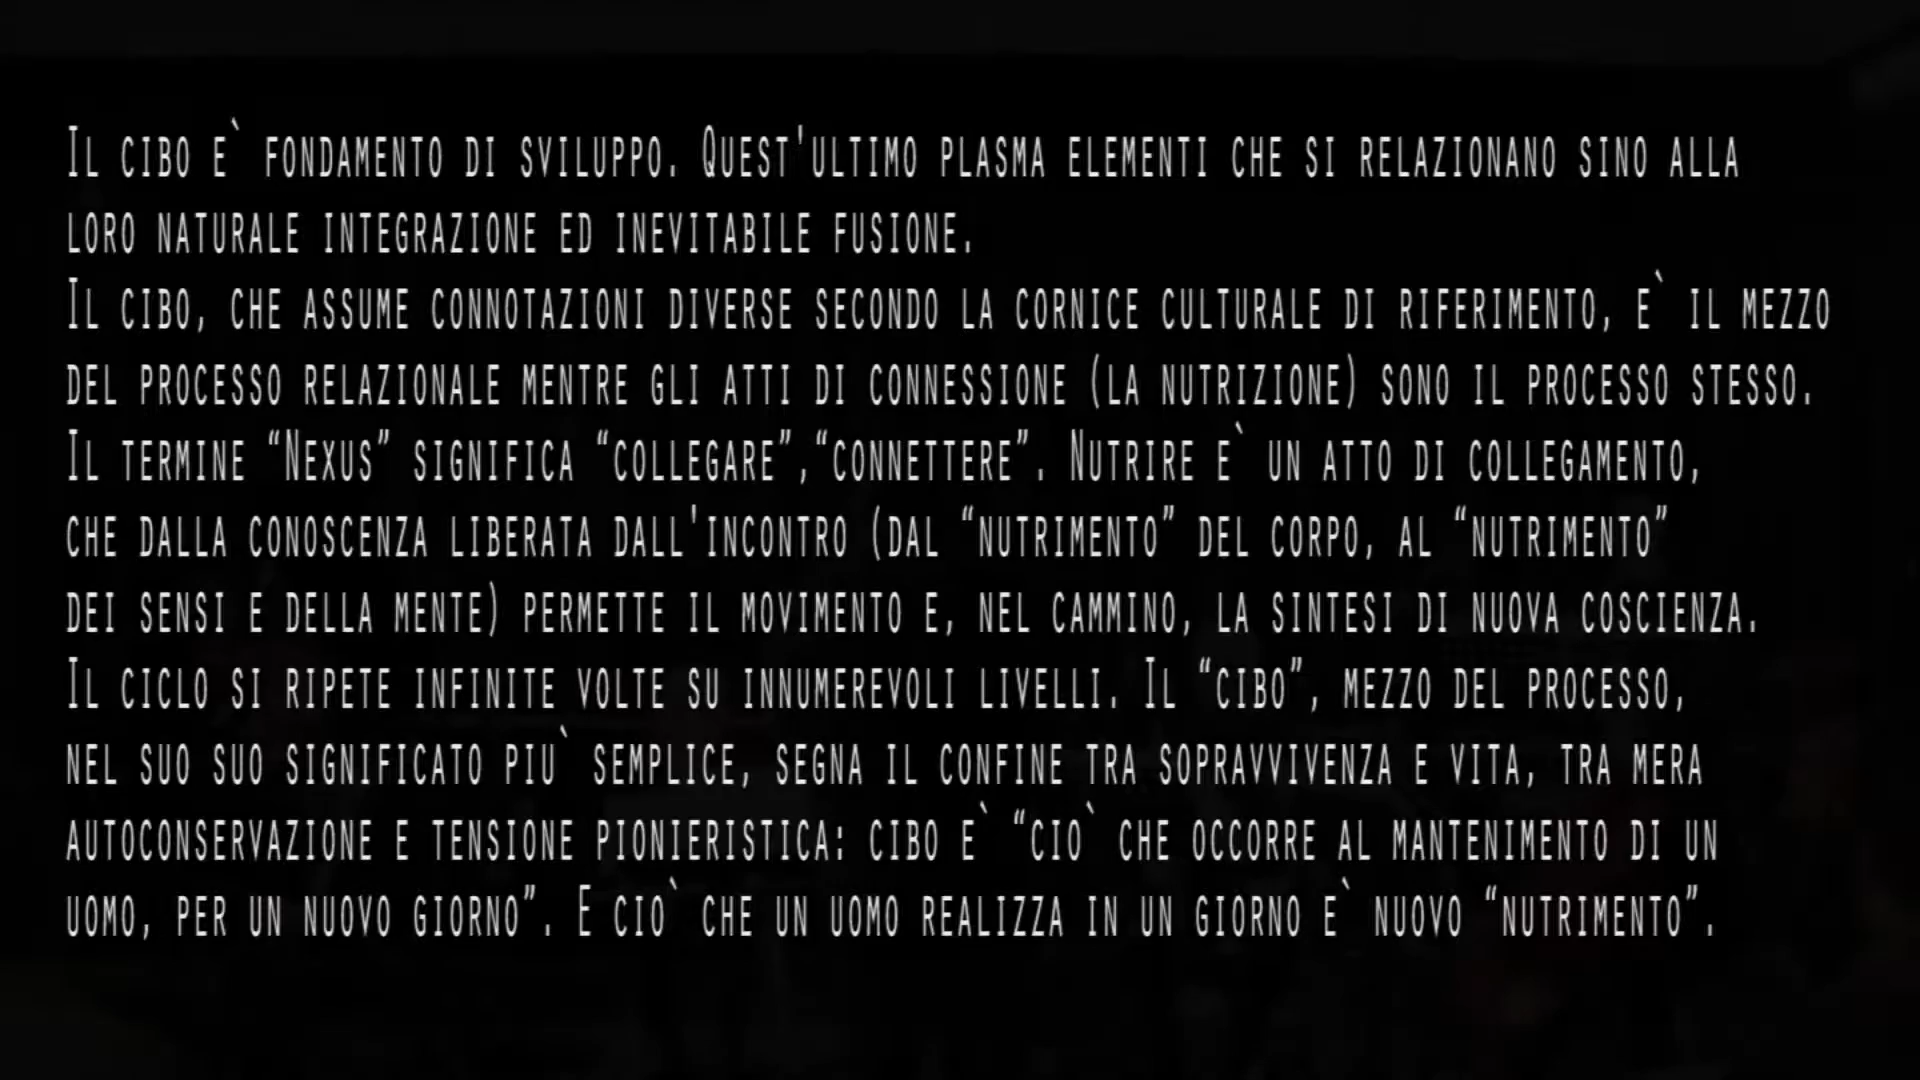 Il cibo e` fondamento di sviluppo. Quest'ultimo plasma elementi che si relazionano sino alla
loro naturale integrazione ed inevitabile fusione.
Il cibo, che assume connotazioni diverse secondo la cornice culturale di riferimento, e` il mezzo
del processo relazionale mentre gli atti di connessione (la nutrizione) sono il processo stesso.
Il termine “Nexus” significa “collegare”,“connettere”. Nutrire e` un atto di collegamento,
che dalla conoscenza liberata dall'incontro (dal “nutrimento” del corpo, al “nutrimento”
dei sensi e della mente) permette il movimento e, nel cammino, la sintesi di nuova coscienza.
Il ciclo si ripete infinite volte su innumerevoli livelli. Il “cibo”, mezzo del processo,
nel suo suo significato piu` semplice, segna il confine tra sopravvivenza e vita, tra mera
autoconservazione e tensione pionieristica: cibo e` “cio` che occorre al mantenimento di un
uomo, per un nuovo giorno”. E cio` che un uomo realizza in un giorno e` nuovo “nutrimento”.